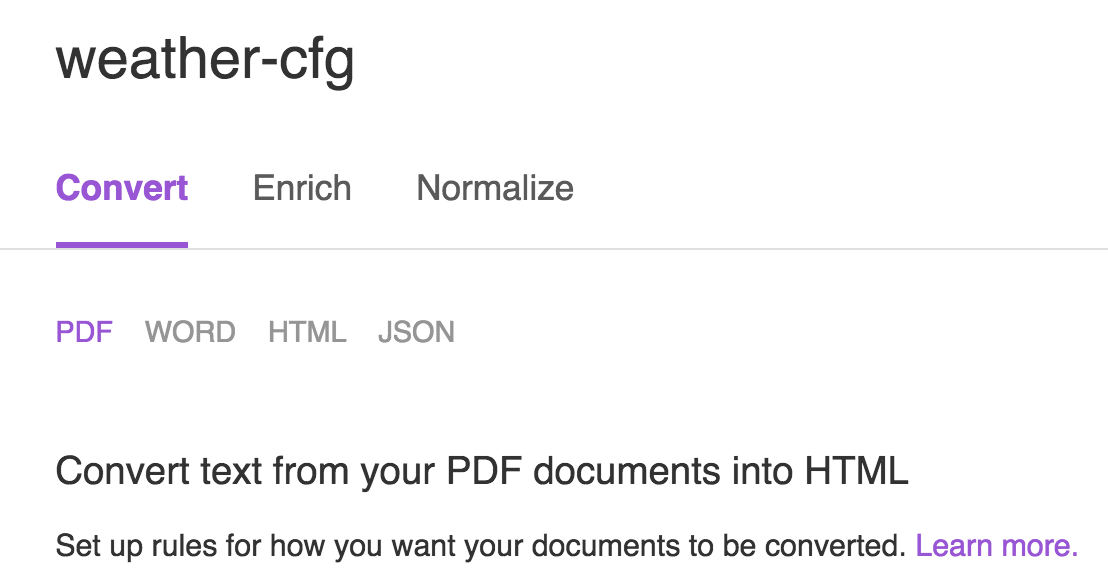 weather-cfg
Convert Enrich Normalize
PDF WORD HTML JSON
Convert text from your PDF documents into HTML
Set up rules for how you want your documents to be converted. Learn more.